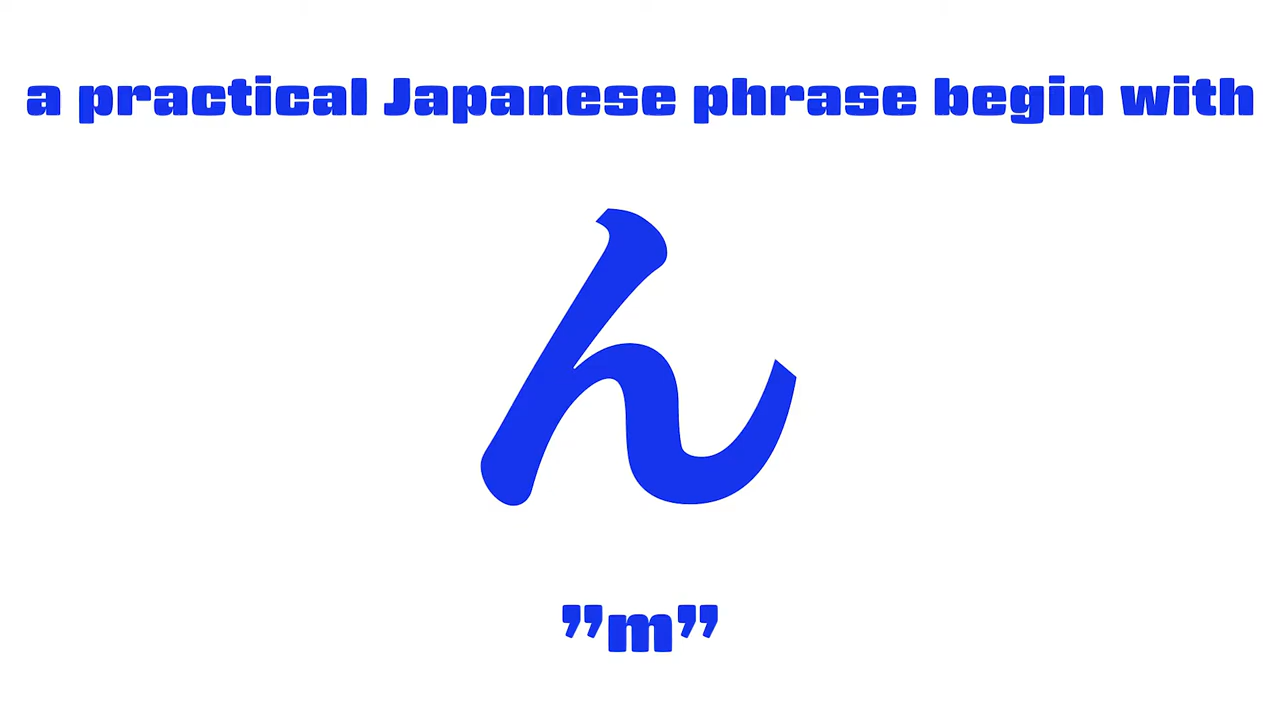 a practical Japanese phrase begin with
ん
”m”